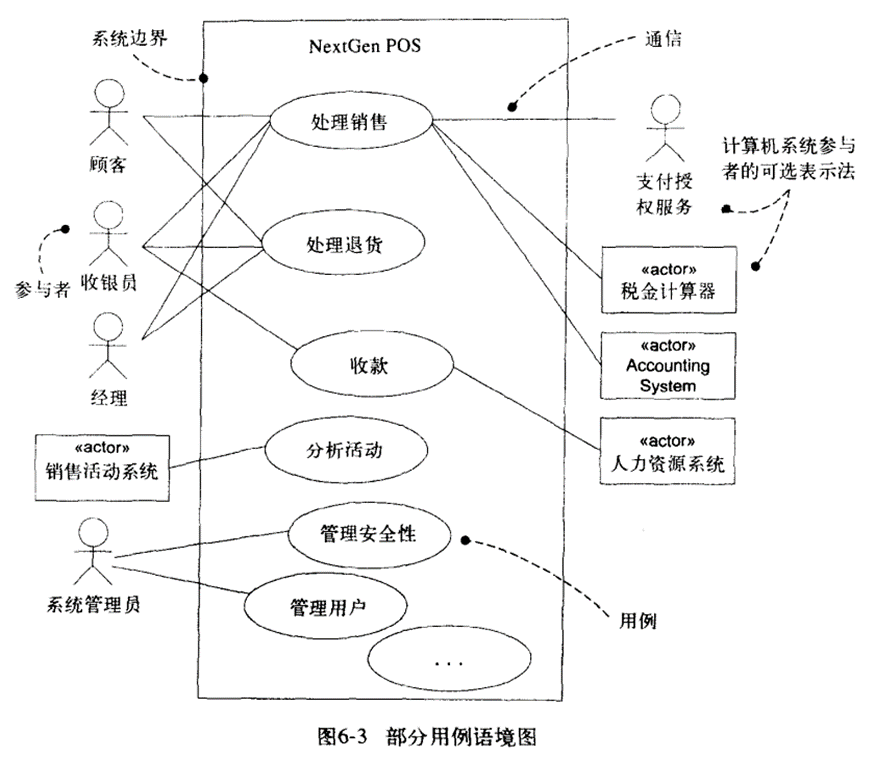 系统边界
NextGen POS
通信
处理销售
顾客
支付授
权服务
计算机系统参与
者的可选表示法
处理退货
参与者
收银员
«actor»
税金计算器
收款
«actor»
Accounting
System
经理
«actor»
销售活动系统
分析活动
«actor»
人力资源系统
管理安全性
系统管理员
管理用户
用例
...
图6-3 部分用例语境图